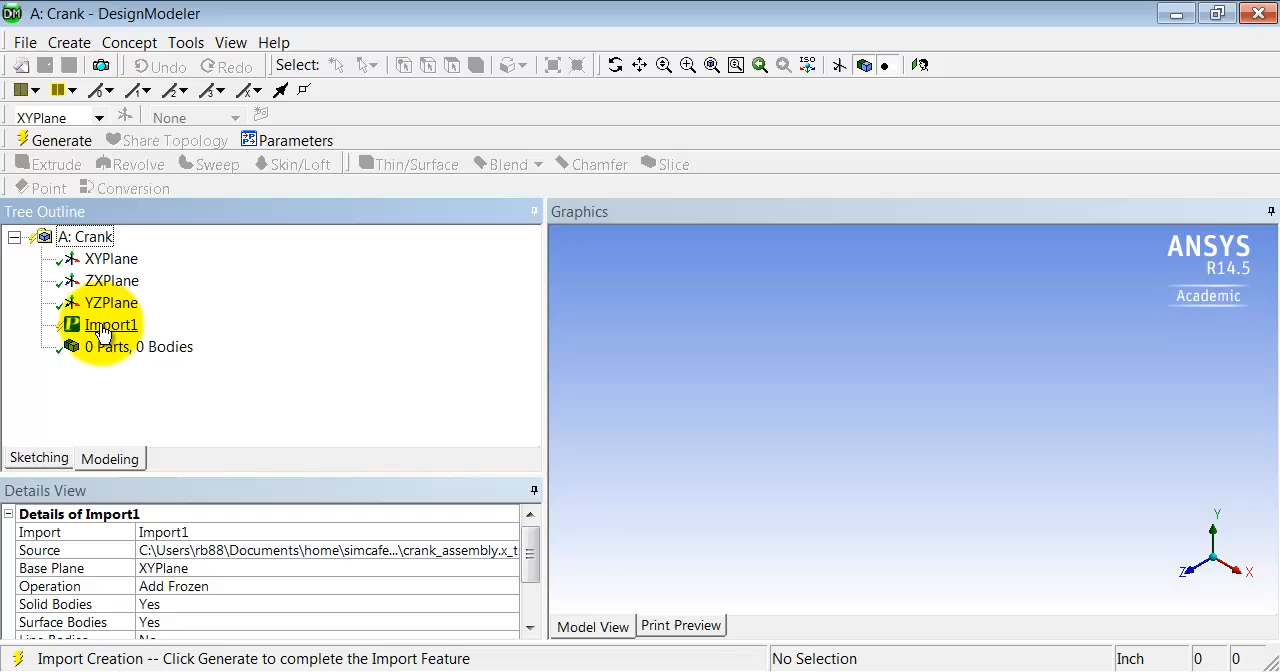 A: Crank - DesignModeler
File Create Concept Tools View Help
Undo Redo Select: ISO
XYPlane None
Generate Share Topology Parameters
Extrude Revolve Sweep Skin/Loft Thin/Surface Blend Chamfer Slice
Point Conversion
Tree Outline
A: Crank
XYPlane
ZXPlane
YZPlane
Import1
0 Parts, 0 Bodies
Sketching Modeling
Details View
Details of Import1
Import Import1
Source C:\Users\rb88\Documents\home\simcafe...\crank_assembly.x_t
Base Plane XYPlane
Operation Add Frozen
Solid Bodies Yes
Surface Bodies Yes
Line Bodies No
Graphics
ANSYS
R14.5
Academic
Y
Z X
Model View Print Preview
Import Creation -- Click Generate to complete the Import Feature No Selection Inch 0 0